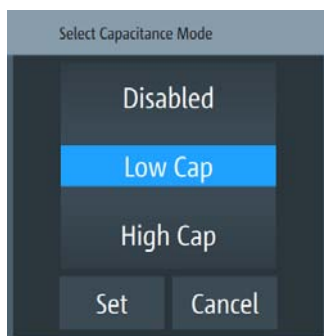 Select Capacitance Mode
Disabled
Low Cap
High Cap
Set Cancel